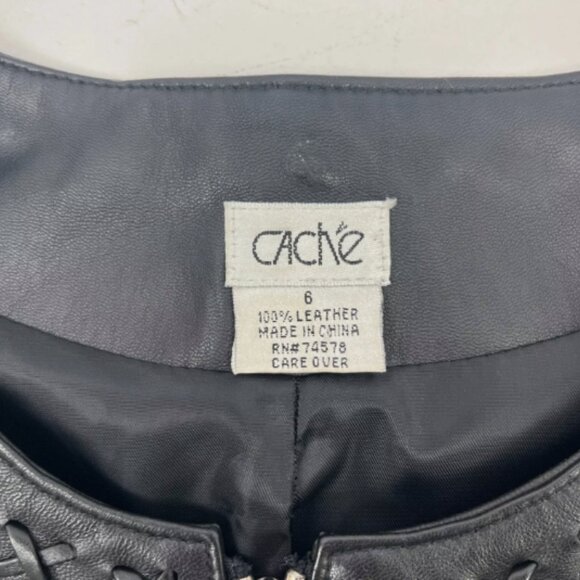 Caché
6
100% LEATHER
MADE IN CHINA
RN#74578
CARE OVER